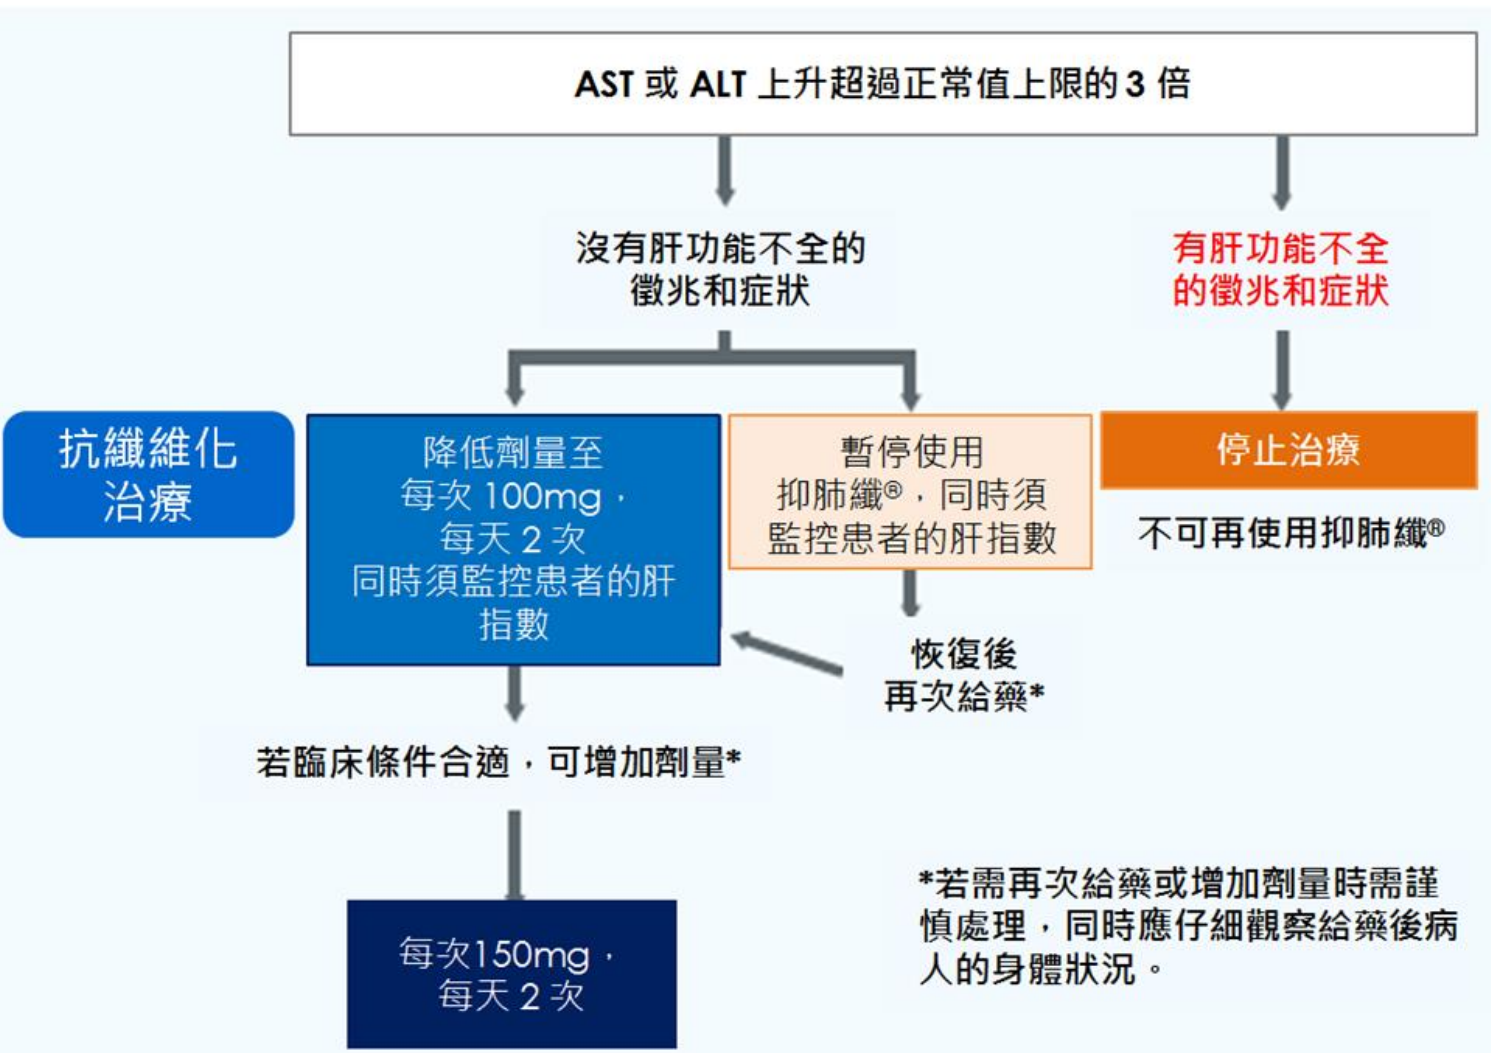 AST 或 ALT 上升超過正常值上限的 3 倍
沒有肝功能不全的
徵兆和症狀
有肝功能不全
的徵兆和症狀
抗纖維化
治療
降低劑量至
每次 100mg，
每天 2 次
同時須監控患者的肝
指數
暫停使用
抑肺纖®，同時須
監控患者的肝指數
停止治療
不可再使用抑肺纖®
恢復後
再次給藥*
若臨床條件合適，可增加劑量*
每次150mg，
每天 2 次
*若需再次給藥或增加劑量時需謹
慎處理，同時應仔細觀察給藥後病
人的身體狀況。